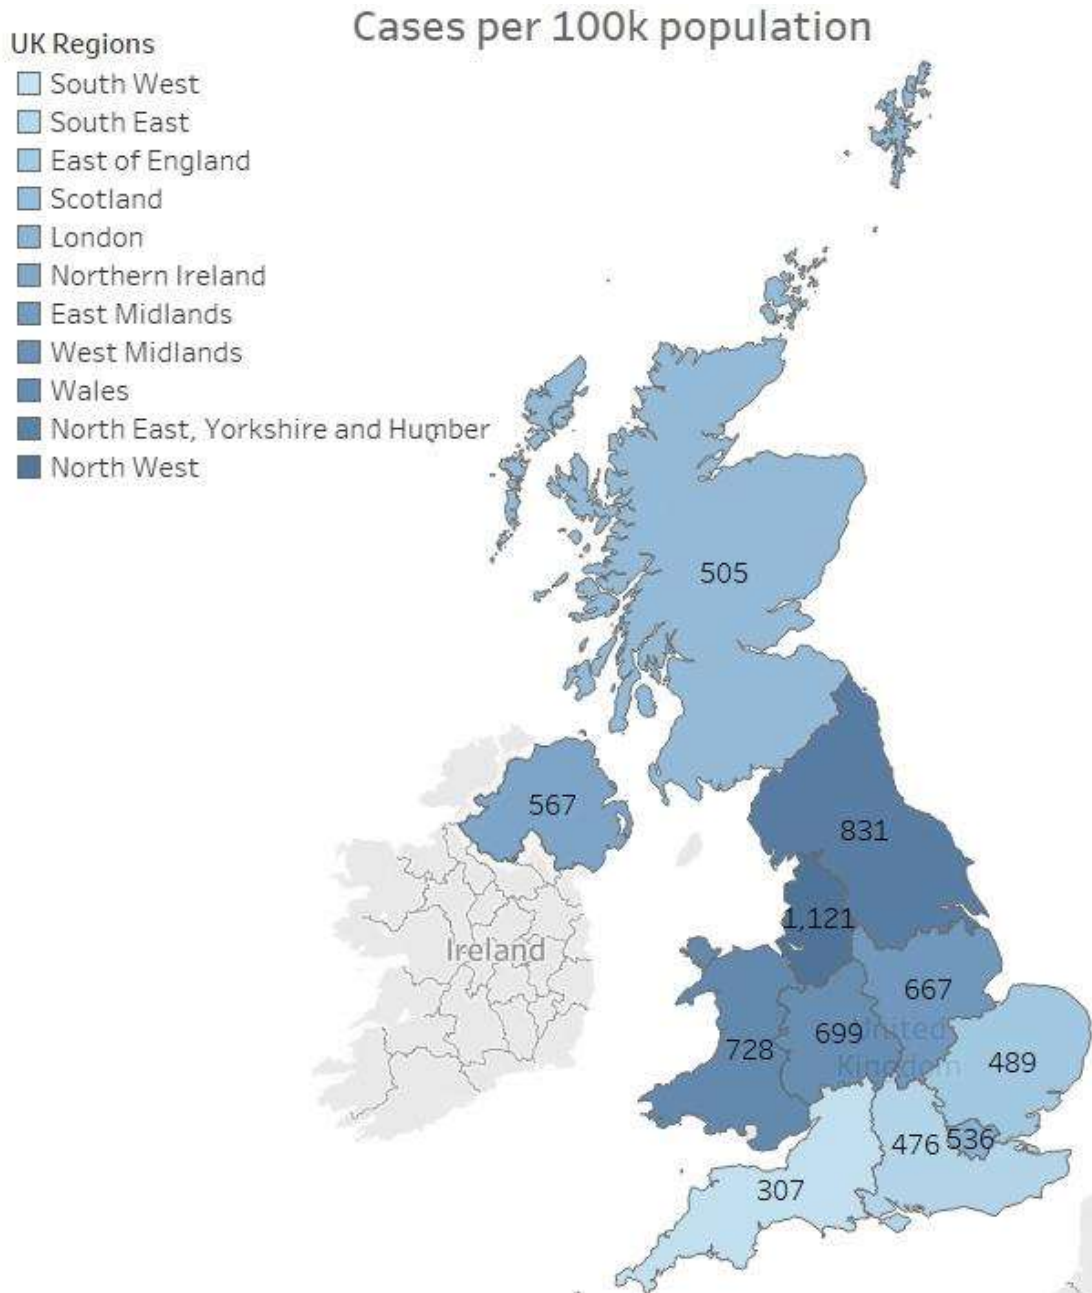 Cases per 100k population
UK Regions
South West
South East
East of England
Scotland
London
Northern Ireland
East Midlands
West Midlands
Wales
North East, Yorkshire and Humber
North West
505
567
831
1,121
Ireland
667
699
United
728
Kingdom
489
476
536
307